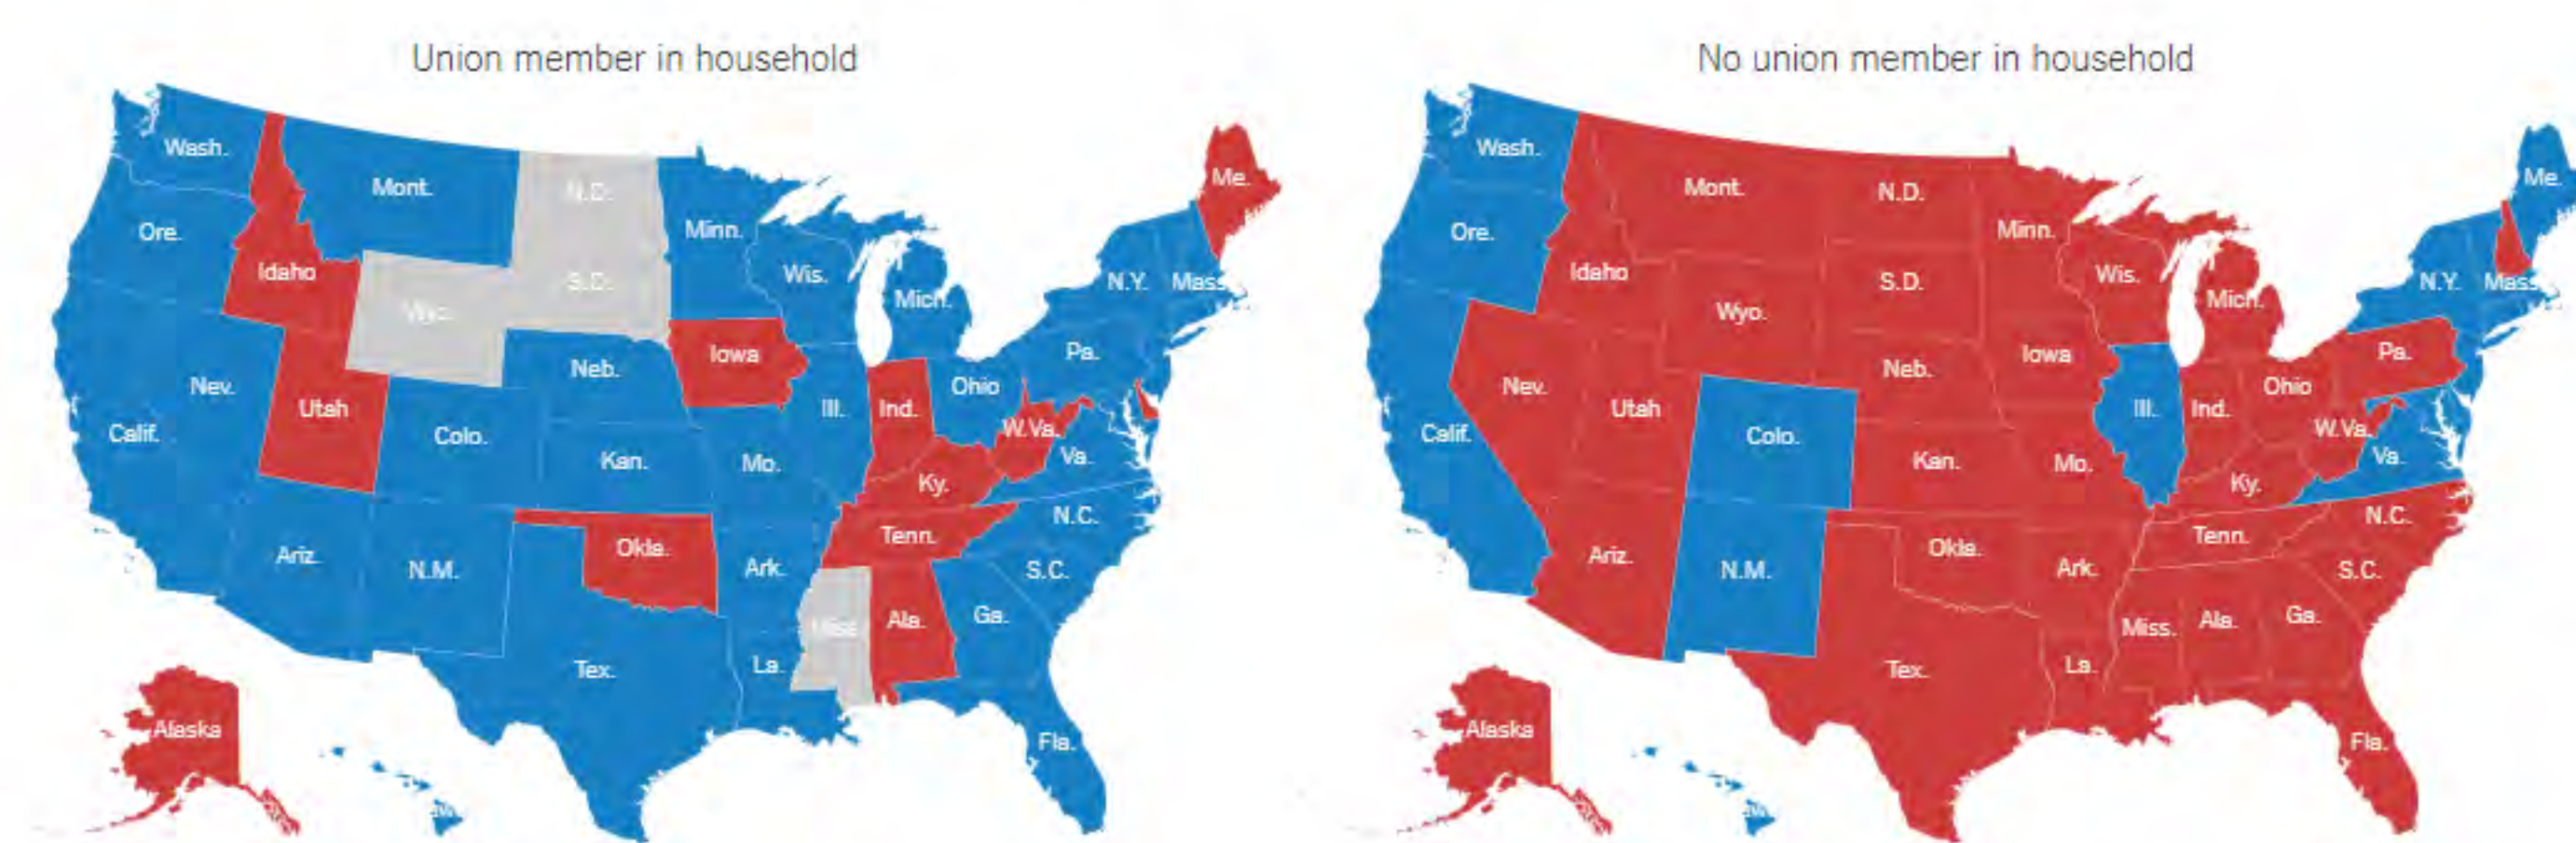 Union member in household
Wash.
Mont.
N.D.
Me.
Ore.
Minn.
Idaho
S.D.
Wis.
N.Y.
Mass
Mich.
Wyo.
Iowa
Pa.
Neb.
Nev.
Ohio
Utah
Ill.
Ind.
Calif.
Colo.
W.Va.
Kan.
Mo.
Va.
Ky.
N.C.
Tenn.
Ariz.
Okla.
N.M.
Ark.
S.C.
Miss.
Ala.
Ga.
Tex.
La.
Alaska
Fla.
No union member in household
Wash.
Mont.
N.D.
Me.
Ore.
Minn.
Idaho
S.D.
Wis.
N.Y.
Mass
Mich.
Wyo.
Iowa
Pa.
Neb.
Nev.
Ohio
Utah
Colo.
Ill.
Ind.
Calif.
W.Va.
Kan.
Mo.
Va.
Ky.
N.C.
Tenn.
Ariz.
Okla.
N.M.
Ark.
S.C.
Miss.
Ala.
Ga.
Tex.
La.
Alaska
Fla.